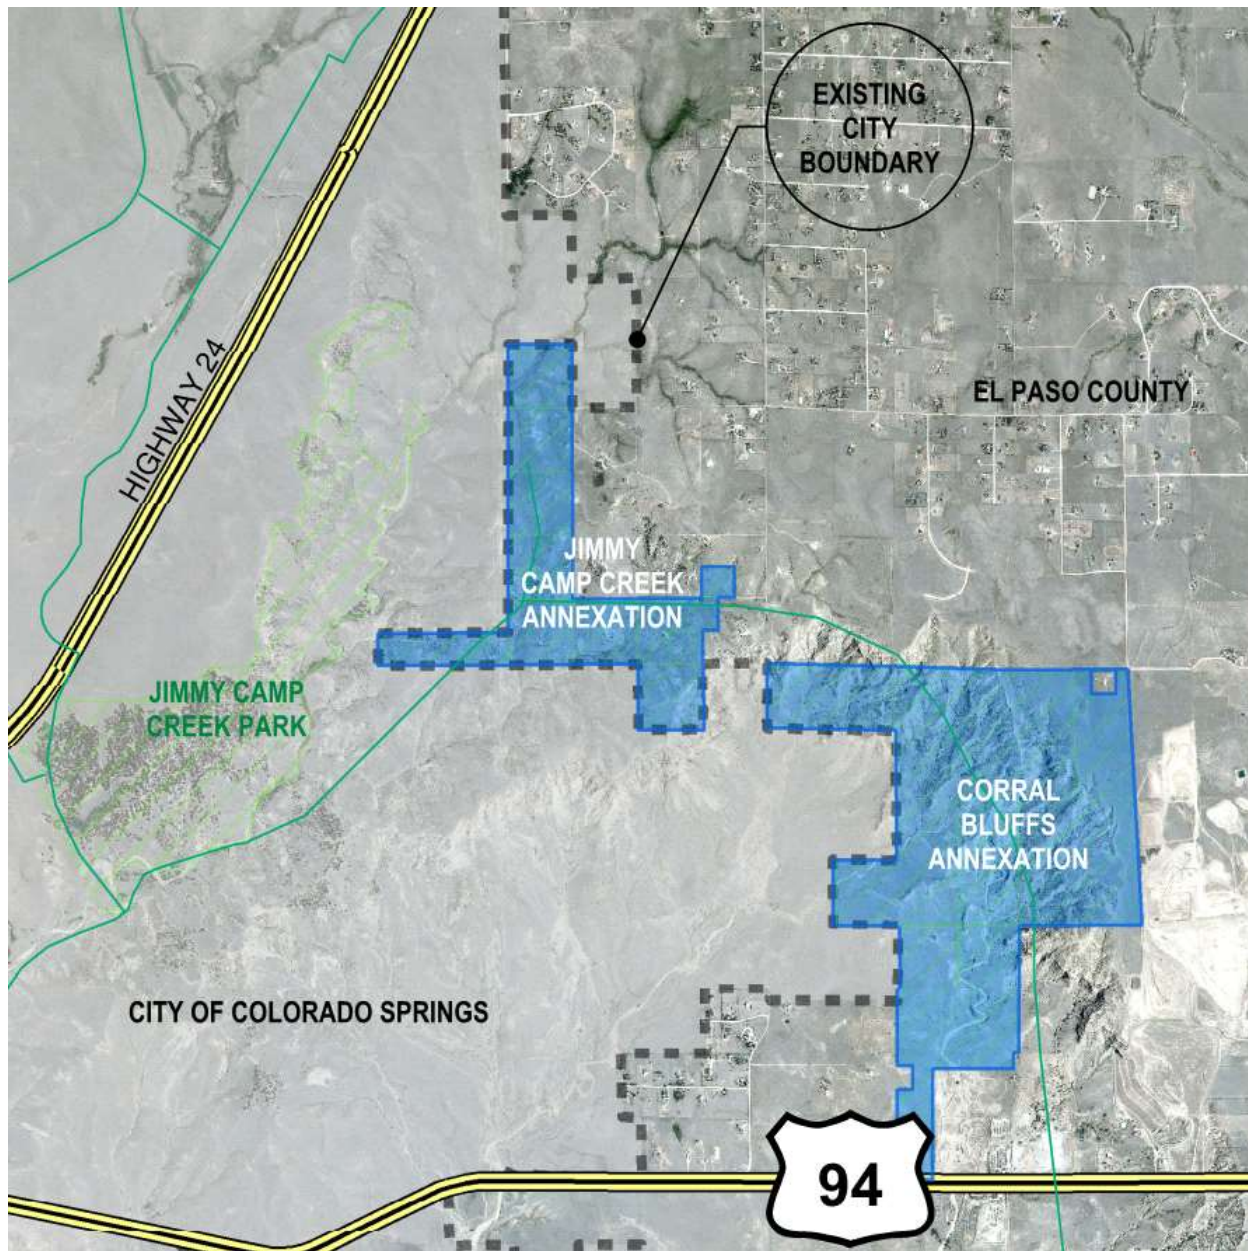 EXISTING
CITY
BOUNDARY
HIGHWAY 24
EL PASO COUNTY
JIMMY
CAMP CREEK
ANNEXATION
JIMMY CAMP
CREEK PARK
CORRAL
BLUFFS
ANNEXATION
CITY OF COLORADO SPRINGS
94